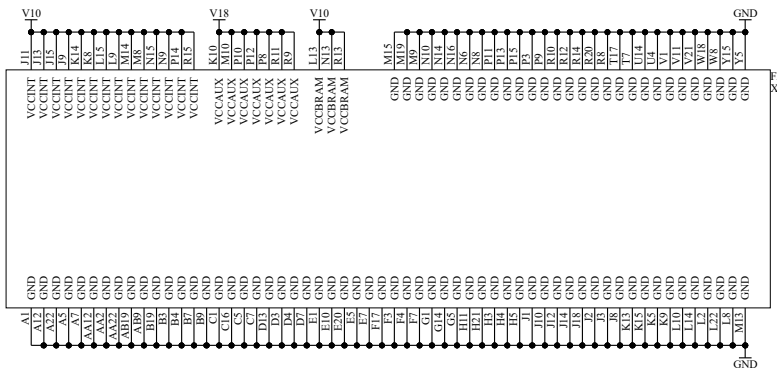 V10 V18 V10 GND
J11 J13 J15 J9 K14 K8 L15 L9 M14 M8 N15 N9 P14 R15 K10 M10 P10 P12 P8 R11 R9 L13 N13 R13 M15 M19 M9 N10 N14 N16 N6 N8 P11 P13 P15 P3 P9 R10 R12 R14 R20 R8 T17 T7 U14 U4 V1 V11 V21 W18 W8 Y15 Y5
F
X
VCCINT VCCINT VCCINT VCCINT VCCINT VCCINT VCCINT VCCINT VCCINT VCCINT VCCINT VCCINT VCCINT VCCINT VCCAUX VCCAUX VCCAUX VCCAUX VCCAUX VCCAUX VCCAUX VCCBRAM VCCBRAM VCCBRAM GND GND GND GND GND GND GND GND GND GND GND GND GND GND GND GND GND GND GND GND GND GND GND GND GND GND GND GND GND
GND GND GND GND GND GND GND GND GND GND GND GND GND GND GND GND GND GND GND GND GND GND GND GND GND GND GND GND GND GND GND GND GND GND GND GND GND GND GND GND GND GND GND GND GND GND GND GND GND GND GND GND GND GND GND GND GND GND
A1 A12 A22 A5 A7 AA12 AA2 AA22 AB19 AB9 B19 B3 B4 B7 B9 C1 C16 C5 C7 D13 D3 D4 D7 E1 E10 E20 E5 E7 F17 F3 F4 F7 G1 G14 G5 H11 H21 H3 H4 H5 J1 J10 J12 J14 J18 J2 J3 J8 K13 K15 K5 K9 L10 L14 L2 L22 L8 M13
GND